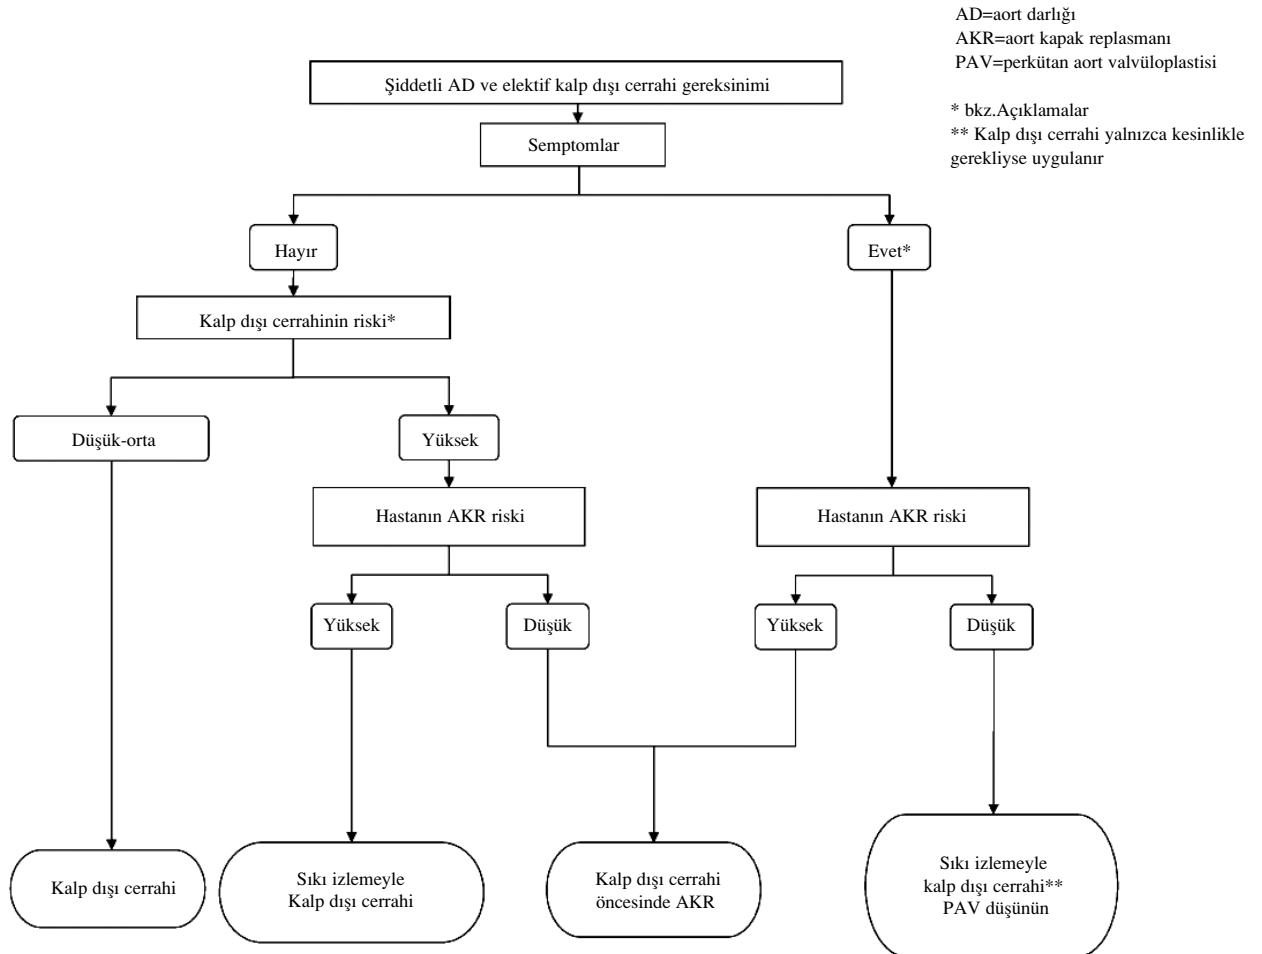 AD=aort darlığı
AKR=aort kapak replasmanı
PAV=perkütan aort valvüloplastisi
* bkz.Açıklamalar
** Kalp dışı cerrahi yalnızca kesinlikle
gerekliyse uygulanır
Şiddetli AD ve elektif kalp dışı cerrahi gereksinimi
Semptomlar
Hayır
Evet*
Kalp dışı cerrahinin riski*
Düşük-orta
Yüksek
Hastanın AKR riski
Hastanın AKR riski
Yüksek
Düşük
Yüksek
Düşük
Kalp dışı cerrahi
Sıkı izlemeyle
Kalp dışı cerrahi
Kalp dışı cerrahi
öncesinde AKR
Sıkı izlemeyle
kalp dışı cerrahi**
PAV düşünün